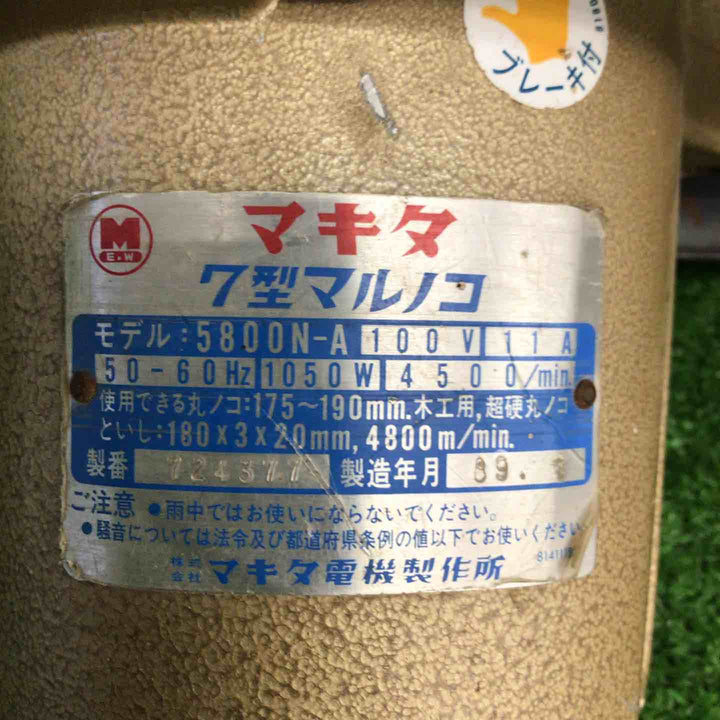 ブレーキ付
M
E.W
マキタ
7型マルノコ
モデル:5800N-A 100V 11A
50-60Hz 1050W 4500/min.
使用できる丸ノコ:175～190mm.木工用,超硬丸ノコ
といし:180×3×20mm, 4800m/min.
製番 724377 製造年月 89.
ご注意 ●雨中ではお使いにならないでください。
●騒音については法令及び都道府県条例の値以下でお使いください
株式会社 マキタ電機製作所